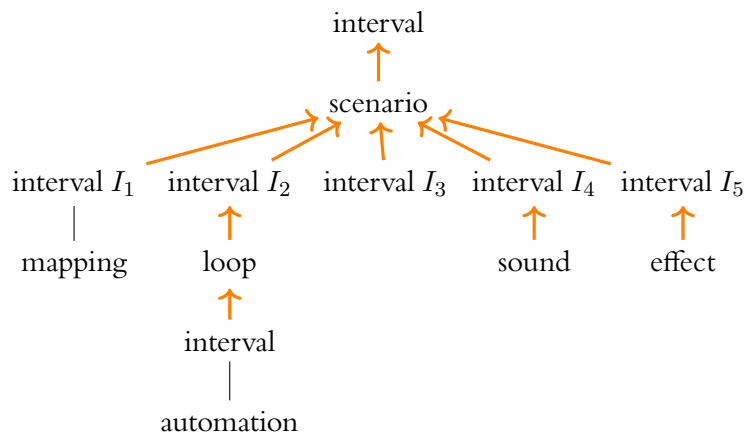 interval
scenario
interval I₁ interval I₂ interval I₃ interval I₄ interval I₅
mapping loop sound effect
interval
automation